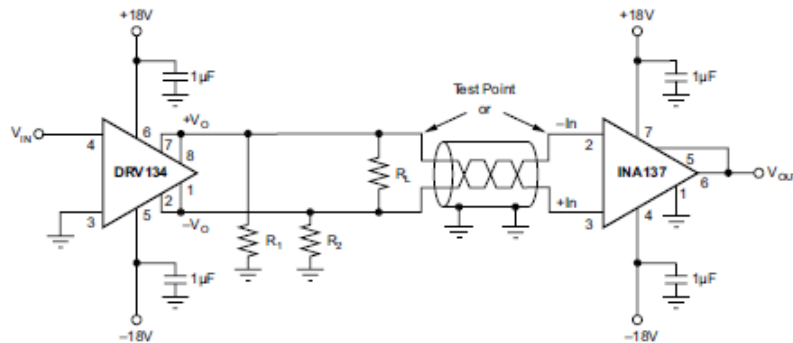 +18V
+18V
1µF
1µF
Test Point
or
+VO
–In
VIN
4
6
7
8
DRV134
1
2
3
5
–VO
RL
R1
R2
2
7
5
6
INA137
1
VOUT
+In
3
4
1µF
1µF
–18V
–18V